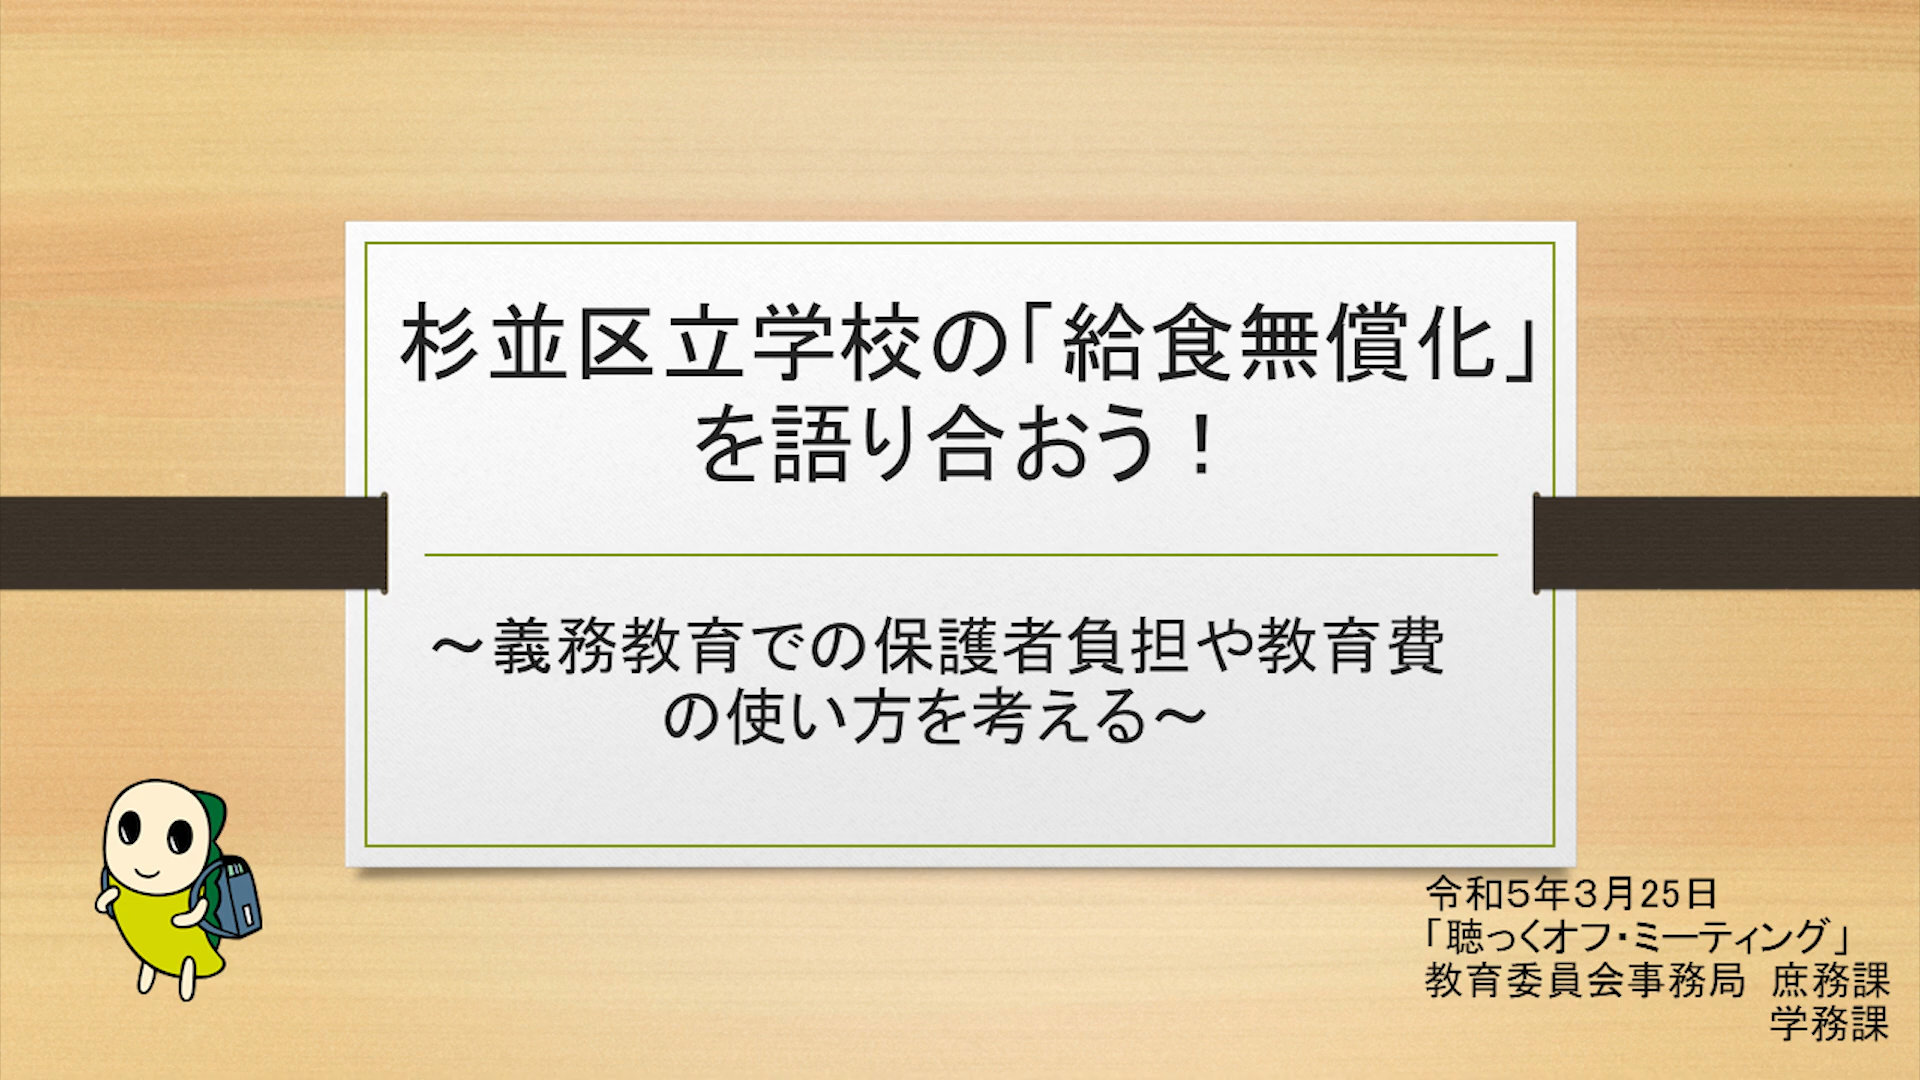 杉並区立学校の「給食無償化」
を語り合おう！
～義務教育での保護者負担や教育費
の使い方を考える～
令和５年３月25日
「聴っくオフ・ミーティング」
教育委員会事務局　庶務課
学務課